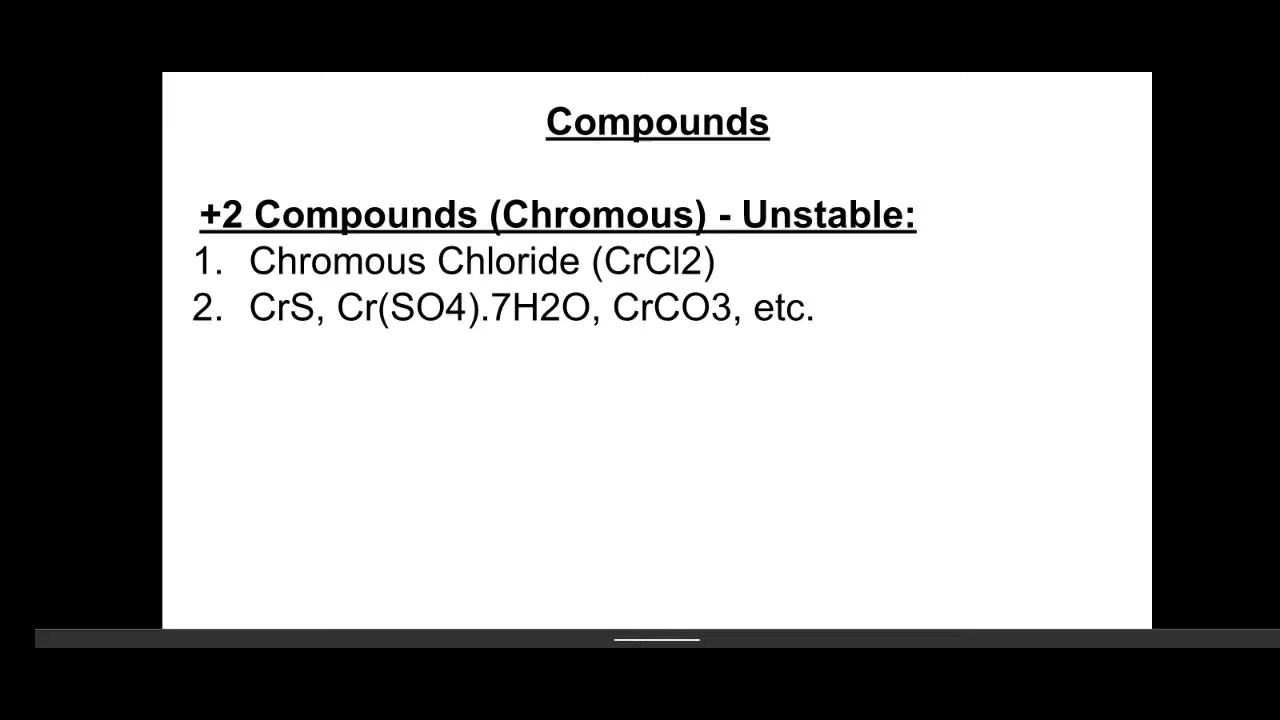 Compounds
+2 Compounds (Chromous) - Unstable:
1. Chromous Chloride (CrCl2)
2. CrS, Cr(SO4).7H2O, CrCO3, etc.